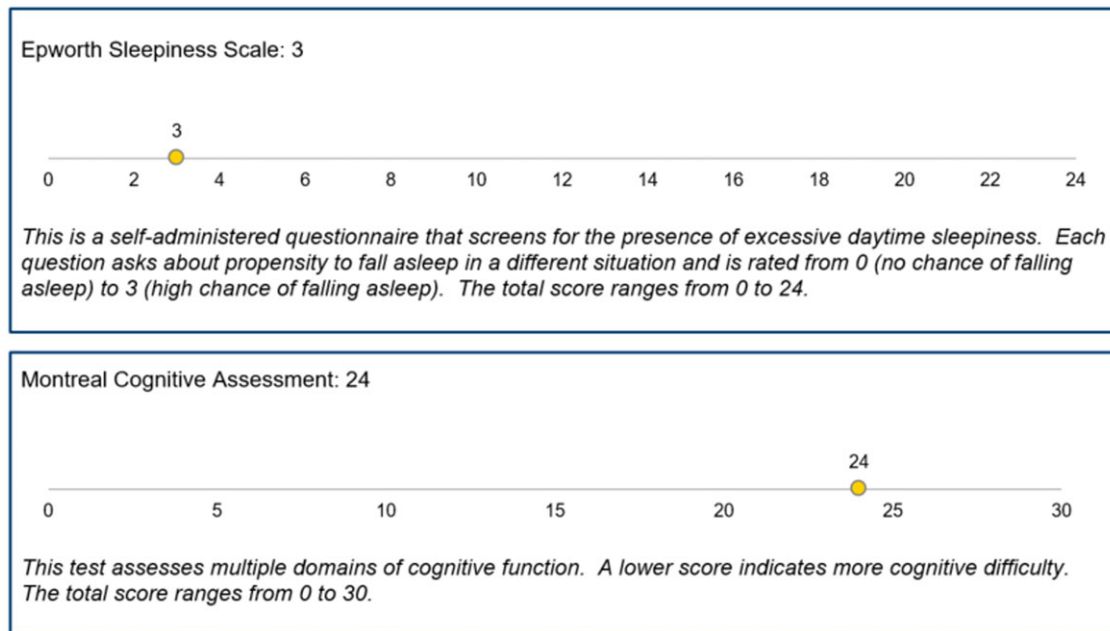 Epworth Sleepiness Scale: 3
3
0 2 4 6 8 10 12 14 16 18 20 22 24
This is a self-administered questionnaire that screens for the presence of excessive daytime sleepiness.  Each
question asks about propensity to fall asleep in a different situation and is rated from 0 (no chance of falling
asleep) to 3 (high chance of falling asleep).  The total score ranges from 0 to 24.
Montreal Cognitive Assessment: 24
24
0 5 10 15 20 25 30
This test assesses multiple domains of cognitive function.  A lower score indicates more cognitive difficulty.
The total score ranges from 0 to 30.